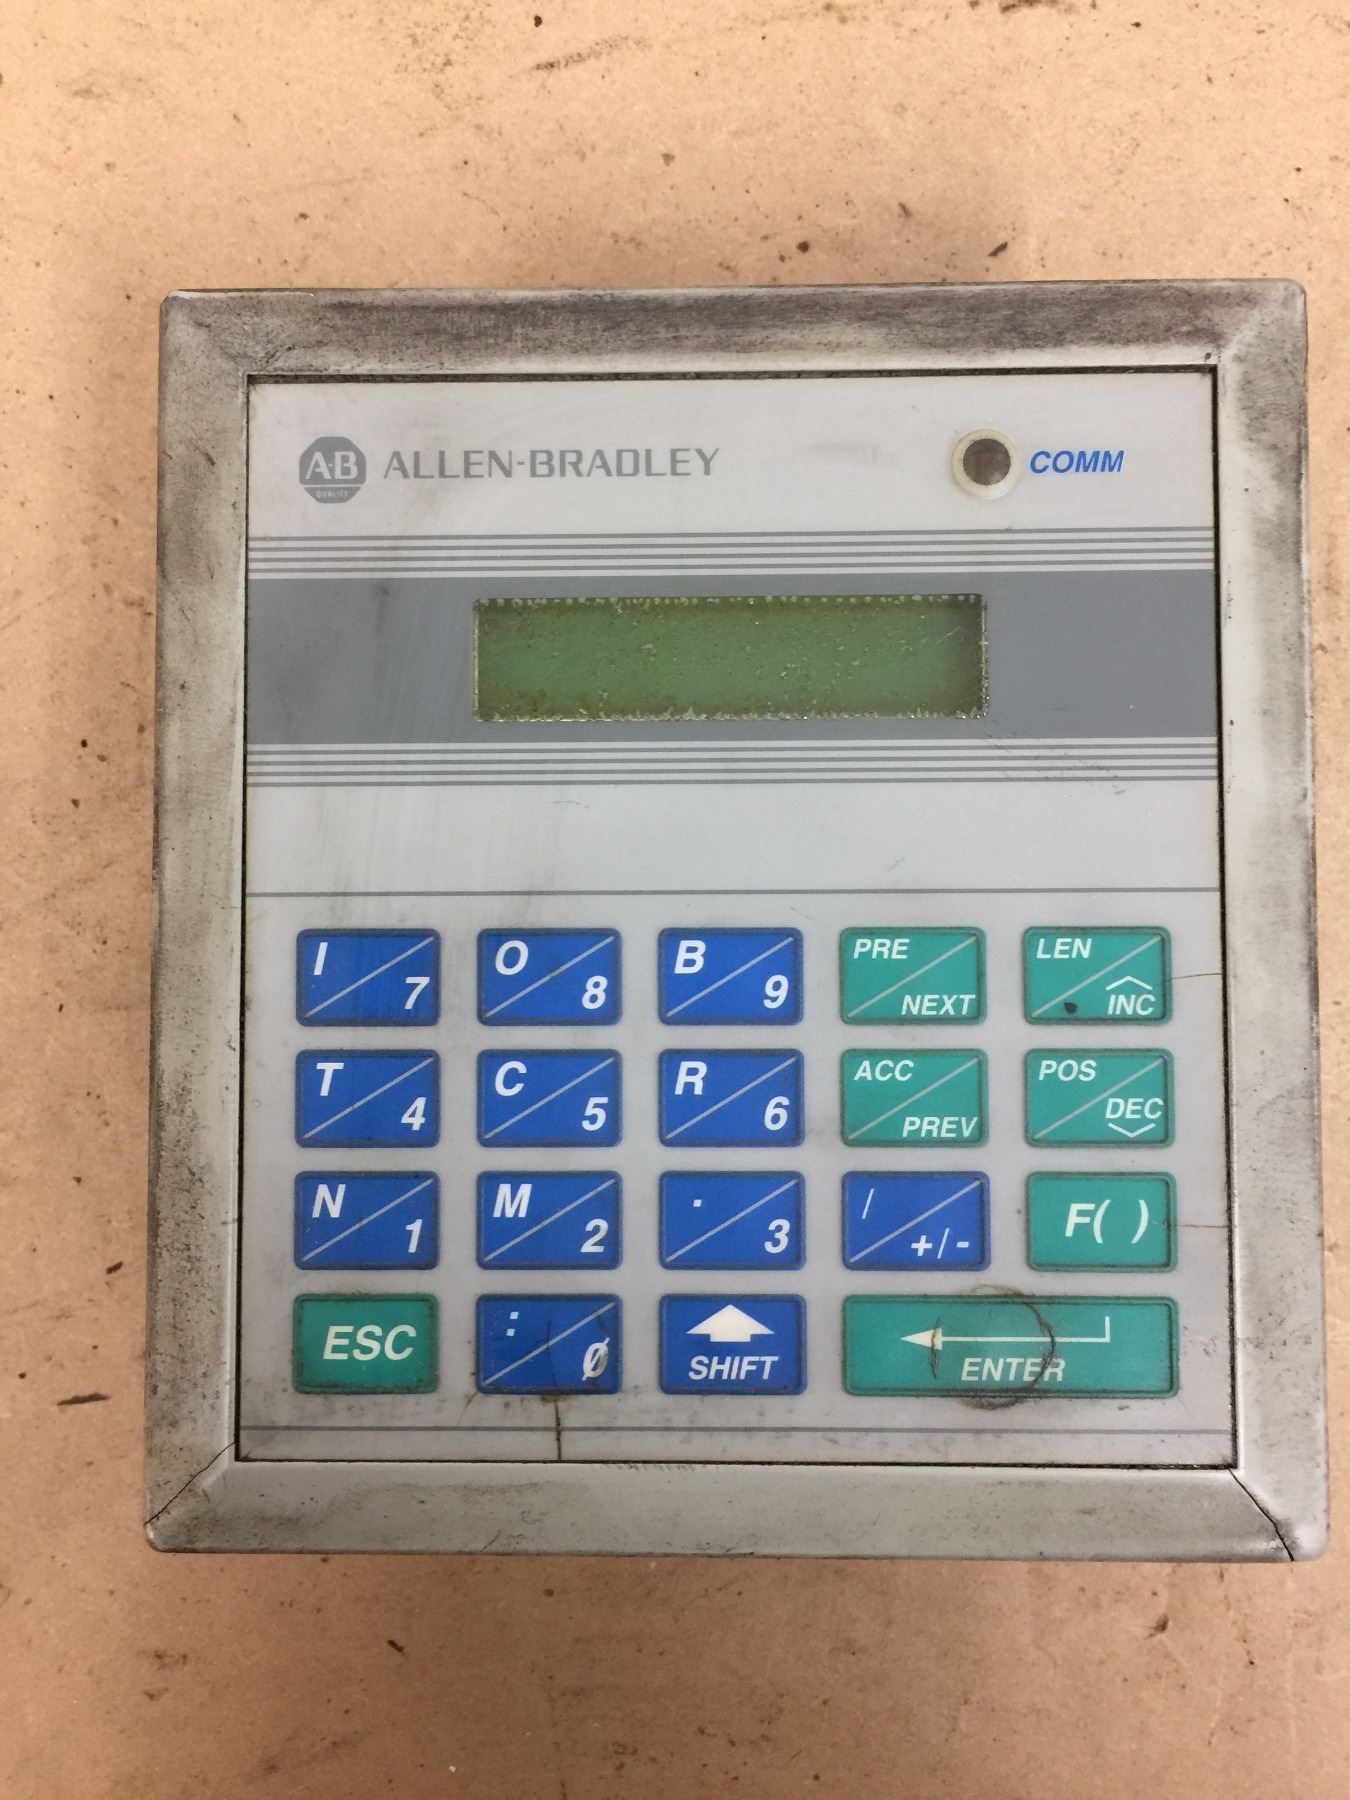 A-B QUALITY ALLEN-BRADLEY COMM
I 7 O 8 B 9 PRE NEXT LEN INC
T 4 C 5 R 6 ACC PREV POS DEC
N 1 M 2 . 3 / +/- F( )
ESC : Ø SHIFT ENTER